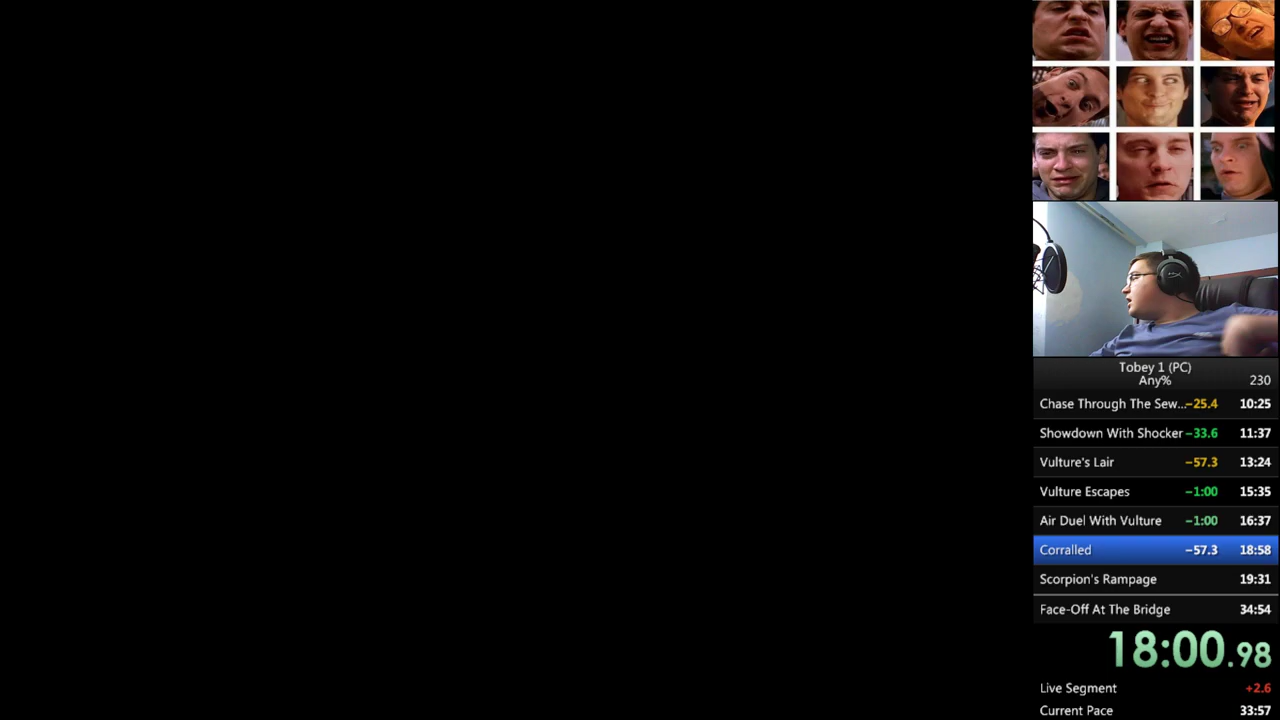 Tobey 1 (PC)
Any% 230
Chase Through The Sew... −25.4 10:25
Showdown With Shocker −33.6 11:37
Vulture's Lair −57.3 13:24
Vulture Escapes −1:00 15:35
Air Duel With Vulture −1:00 16:37
Corralled −57.3 18:58
Scorpion's Rampage 19:31
Face-Off At The Bridge 34:54
18:00.98
Live Segment +2.6
Current Pace 33:57